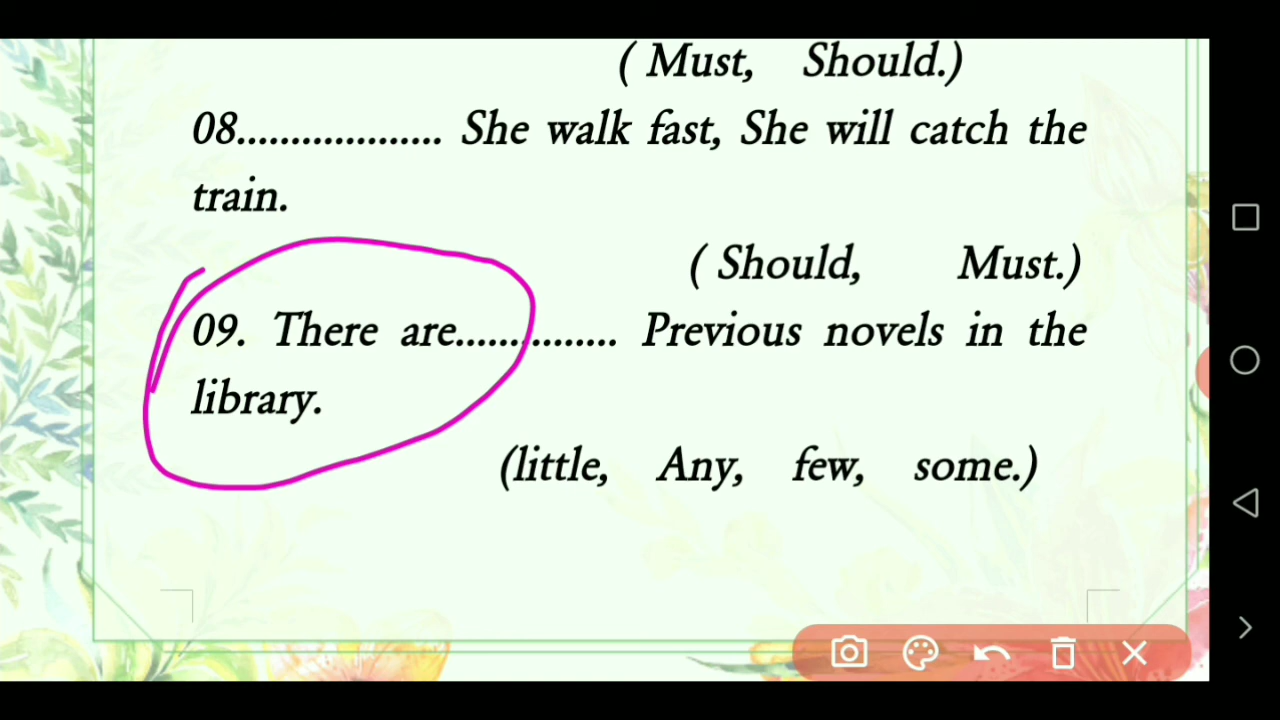 ( Must, Should.)
08................... She walk fast, She will catch the
train.
( Should, Must.)
09. There are............... Previous novels in the
library.
(little, Any, few, some.)